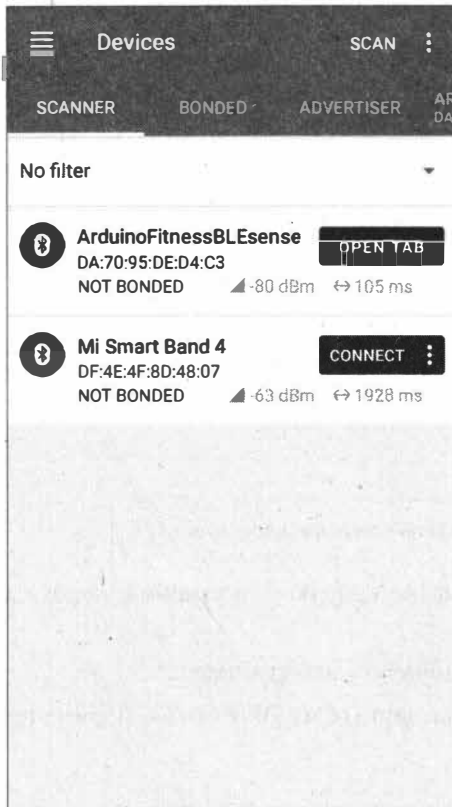 Devices
SCAN
SCANNER
BONDED
ADVERTISER
AR
DA
No filter
ArduinoFitnessBLEsense
OPEN TAB
DA:70:95:DE:D4:C3
NOT BONDED
-80 dBm
↔ 105 ms
Mi Smart Band 4
CONNECT
DF:4E:4F:8D:48:07
NOT BONDED
-63 dBm
↔ 1928 ms